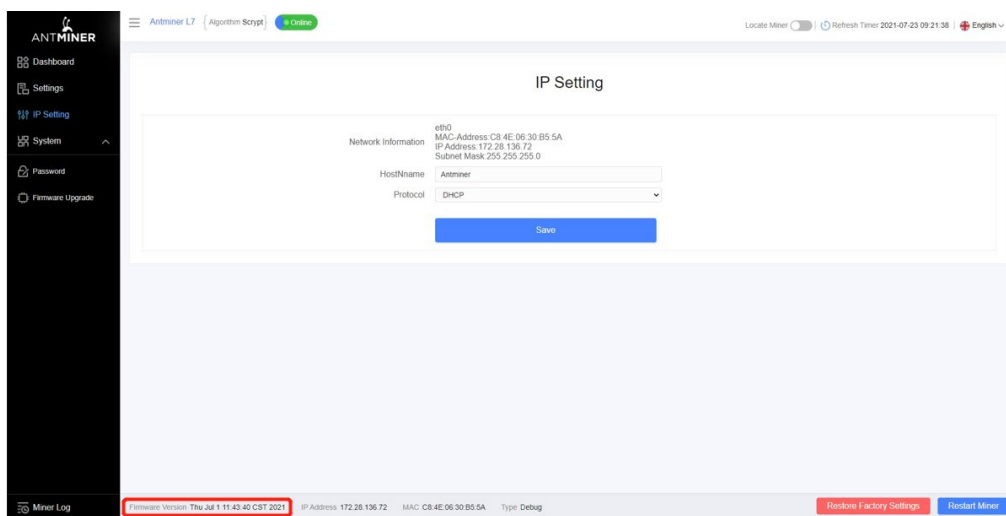 ANTMINER
Dashboard
Settings
IP Setting
System
Password
Firmware Upgrade
Miner Log
Antminer L7 Algorithm Scrypt Online
Locate Miner Refresh Timer 2021-07-23 09:21:38 English
IP Setting
Network Information
eth0
MAC-Address:C8:4E:06:30:B5:5A
IP Address:172.28.136.72
Subnet Mask:255.255.255.0
HostNname Antminer
Protocol DHCP
Save
Firmware Version Thu Jul 1 11:43:40 CST 2021 IP Address 172.28.136.72 MAC C8:4E:06:30:B5:5A Type Debug
Restore Factory Settings Restart Miner